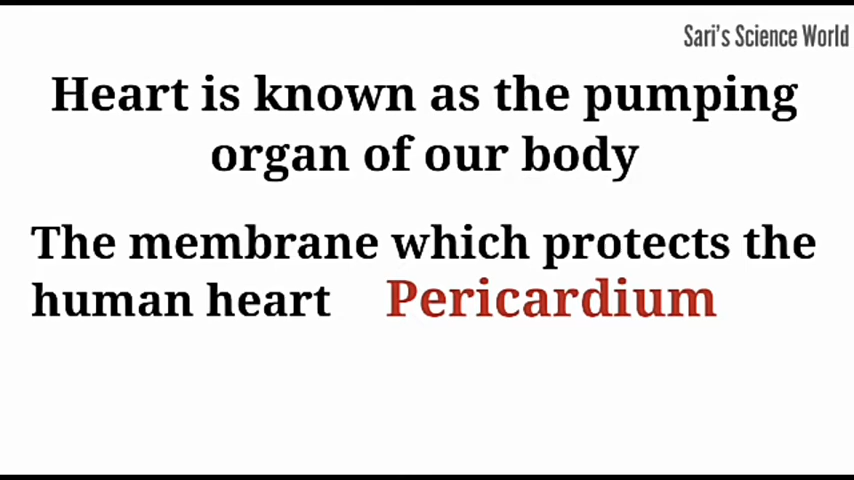 Sari's Science World
Heart is known as the pumping
organ of our body
The membrane which protects the
human heart Pericardium